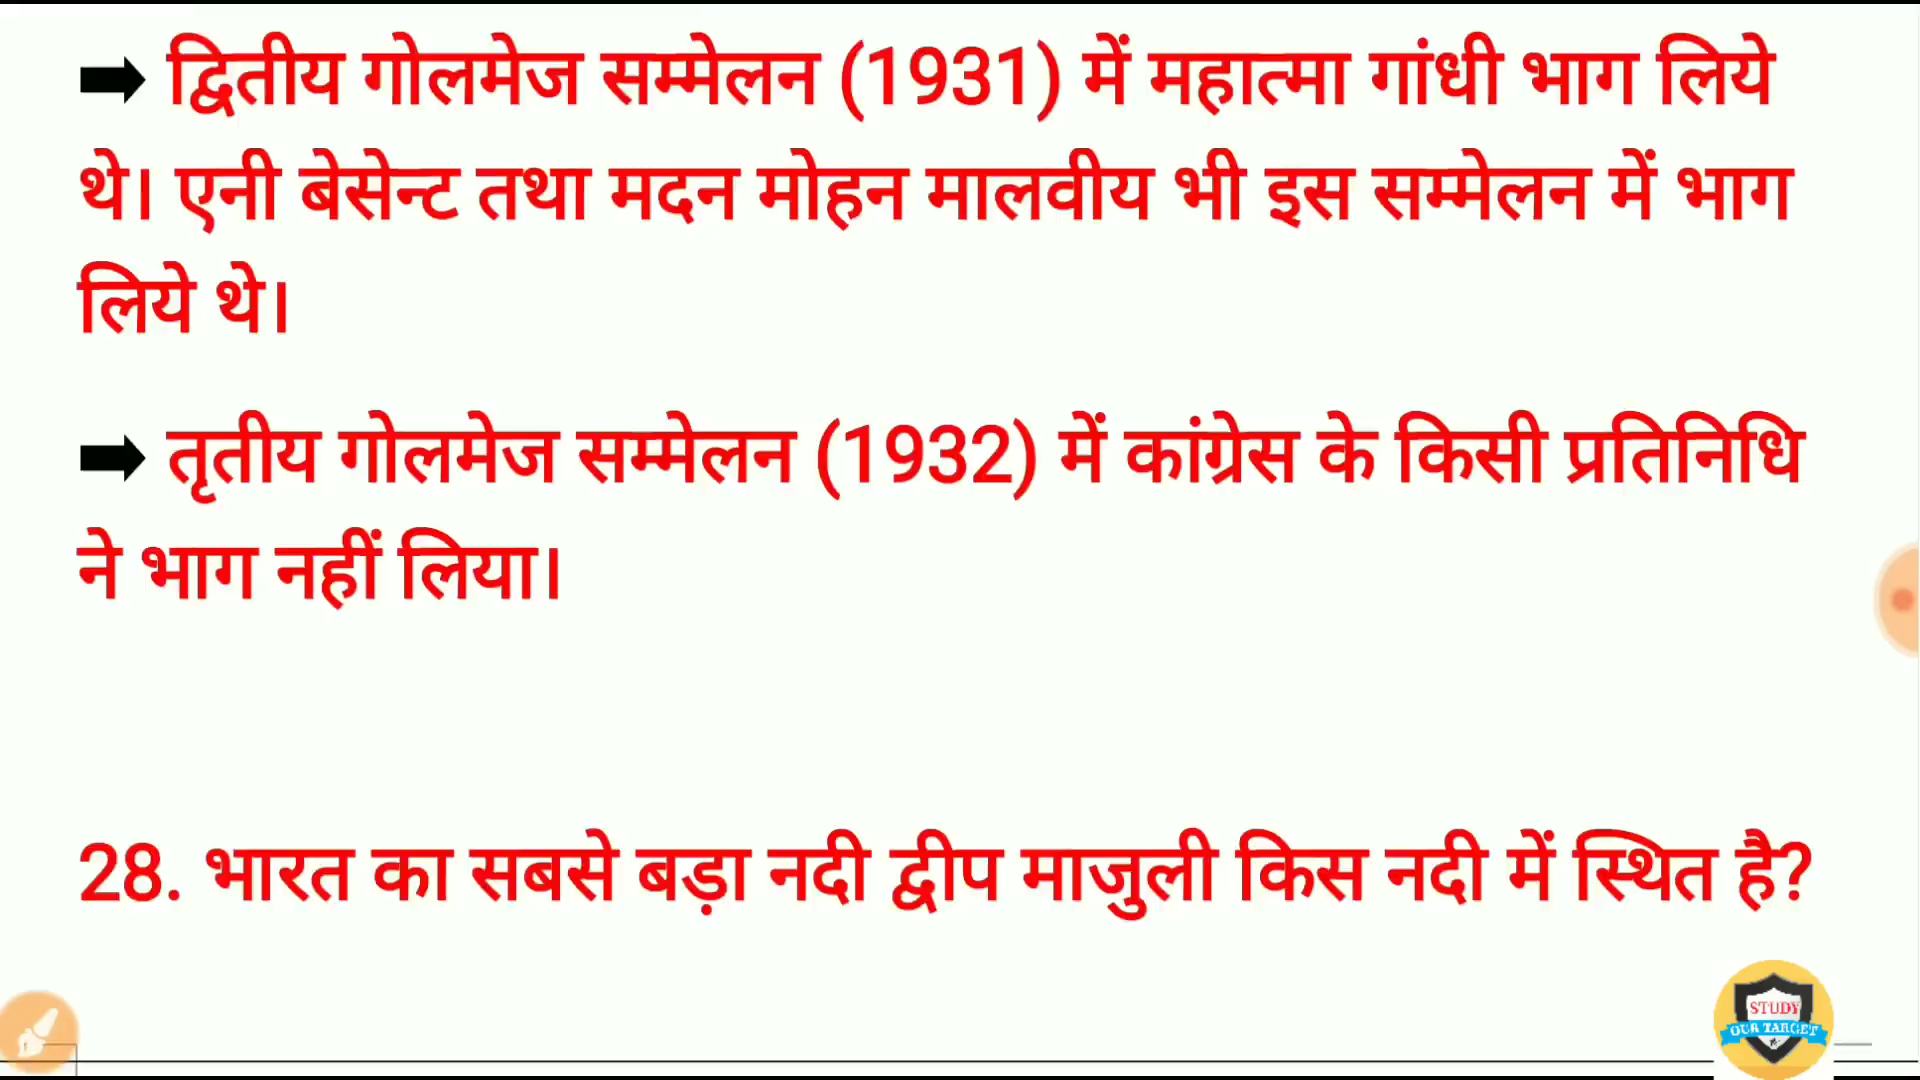 ➡ द्वितीय गोलमेज सम्मेलन (1931) में महात्मा गांधी भाग लिये
थे। एनी बेसेन्ट तथा मदन मोहन मालवीय भी इस सम्मेलन में भाग
लिये थे।
➡ तृतीय गोलमेज सम्मेलन (1932) में कांग्रेस के किसी प्रतिनिधि
ने भाग नहीं लिया।
28. भारत का सबसे बड़ा नदी द्वीप माजुली किस नदी में स्थित है?
STUDY
OUR TARGET